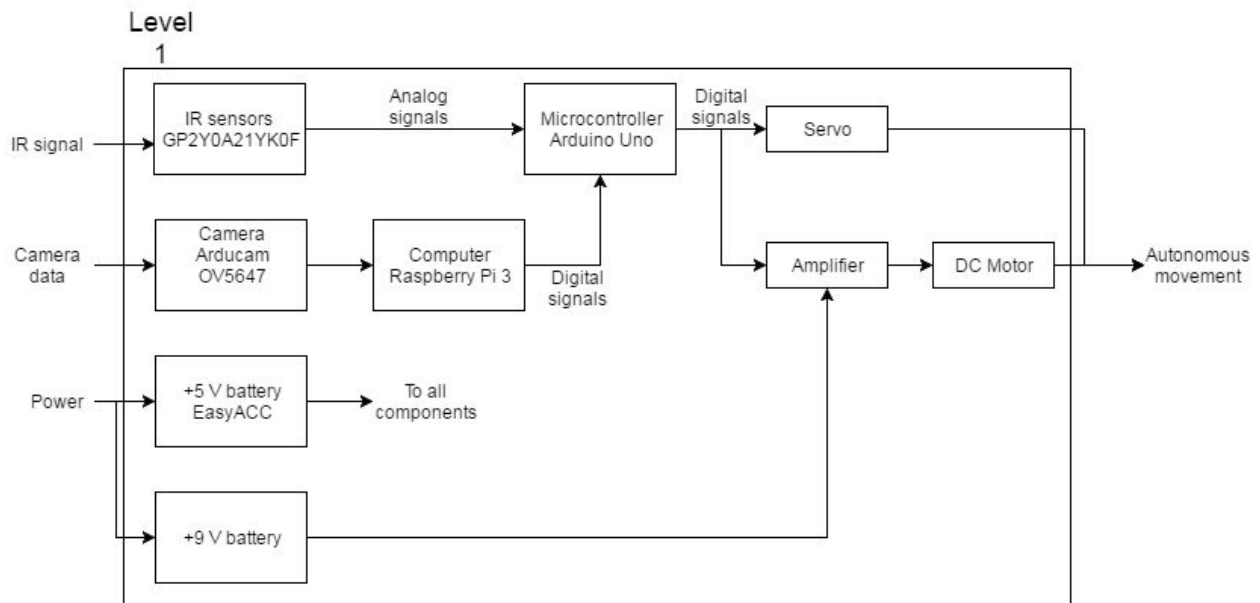 Level
1
IR signal
IR sensors
GP2Y0A21YK0F
Analog
signals
Microcontroller
Arduino Uno
Digital
signals
Servo
Camera
data
Camera
Arducam
OV5647
Computer
Raspberry Pi 3
Digital
signals
Amplifier
DC Motor
Autonomous
movement
Power
+5 V battery
EasyACC
To all
components
+9 V battery